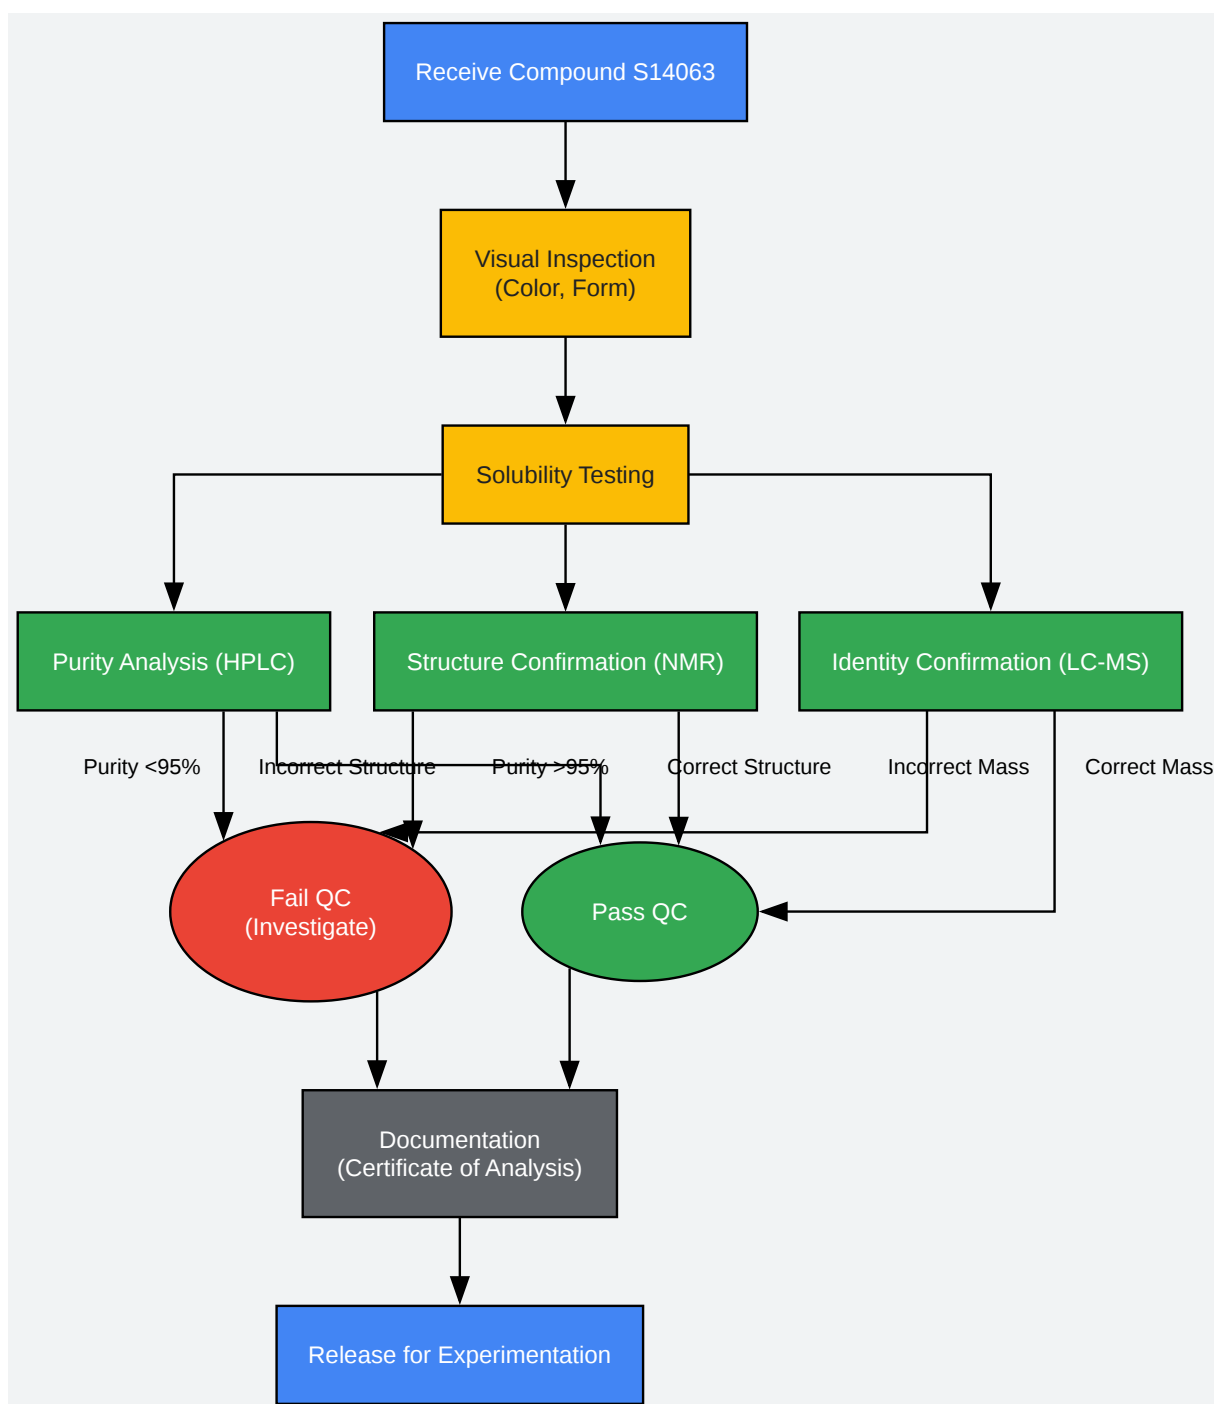 Receive Compound S14063
Visual Inspection
(Color, Form)
Solubility Testing
Purity Analysis (HPLC)
Structure Confirmation (NMR)
Identity Confirmation (LC-MS)
Purity <95%
Incorrect Structure
Purity >95%
Correct Structure
Incorrect Mass
Correct Mass
Fail QC
(Investigate)
Pass QC
Documentation
(Certificate of Analysis)
Release for Experimentation